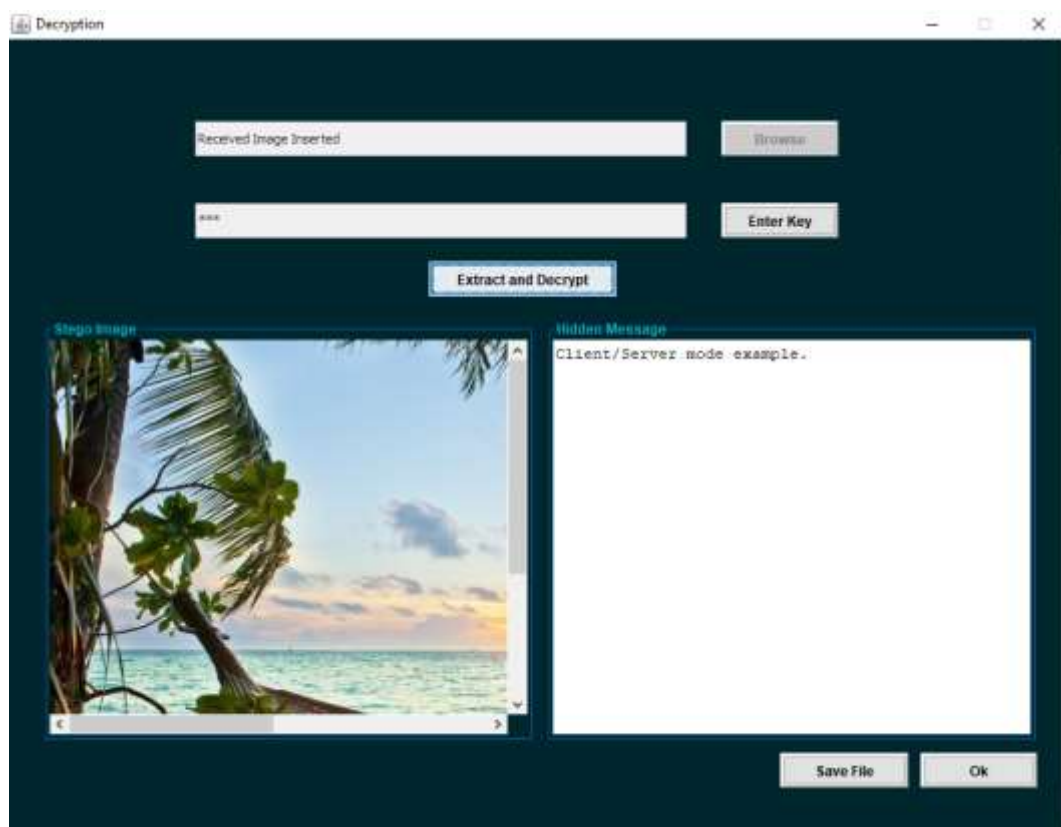 Decryption
Received Image Inserted
Browse
***
Enter Key
Extract and Decrypt
Stego Image
Hidden Message
Client/Server mode example.
Save File
Ok